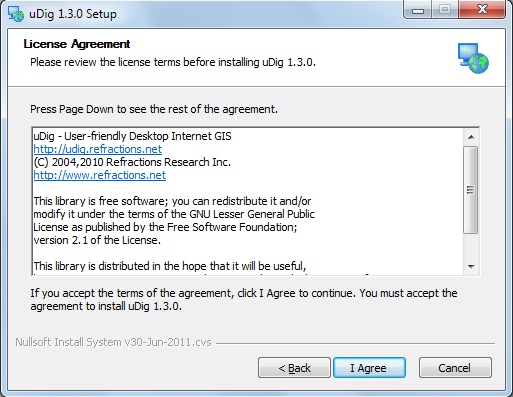 uDig 1.3.0 Setup
License Agreement
Please review the license terms before installing uDig 1.3.0.
Press Page Down to see the rest of the agreement.
uDig - User-friendly Desktop Internet GIS
http://udig.refractions.net
(C) 2004,2010 Refractions Research Inc.
http://www.refractions.net
This library is free software; you can redistribute it and/or
modify it under the terms of the GNU Lesser General Public
License as published by the Free Software Foundation;
version 2.1 of the License.
This library is distributed in the hope that it will be useful,
If you accept the terms of the agreement, click I Agree to continue. You must accept the
agreement to install uDig 1.3.0.
Nullsoft Install System v30-Jun-2011.cvs
< Back
I Agree
Cancel